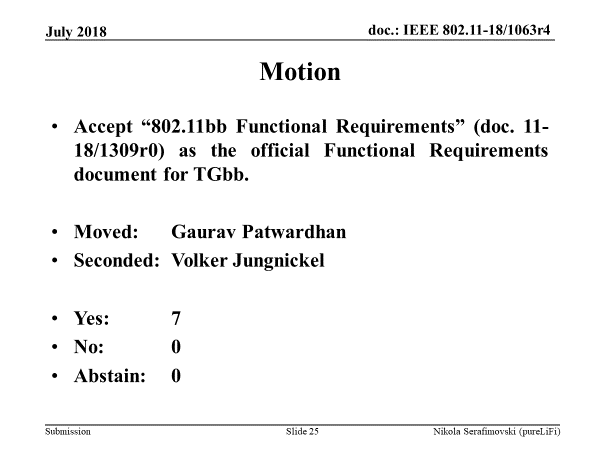 July 2018 doc.: IEEE 802.11-18/1063r4
Motion
• Accept “802.11bb Functional Requirements” (doc. 11-
18/1309r0) as the official Functional Requirements
document for TGbb.
• Moved: Gaurav Patwardhan
• Seconded: Volker Jungnickel
• Yes: 7
• No: 0
• Abstain: 0
Submission Slide 25 Nikola Serafimovski (pureLiFi)